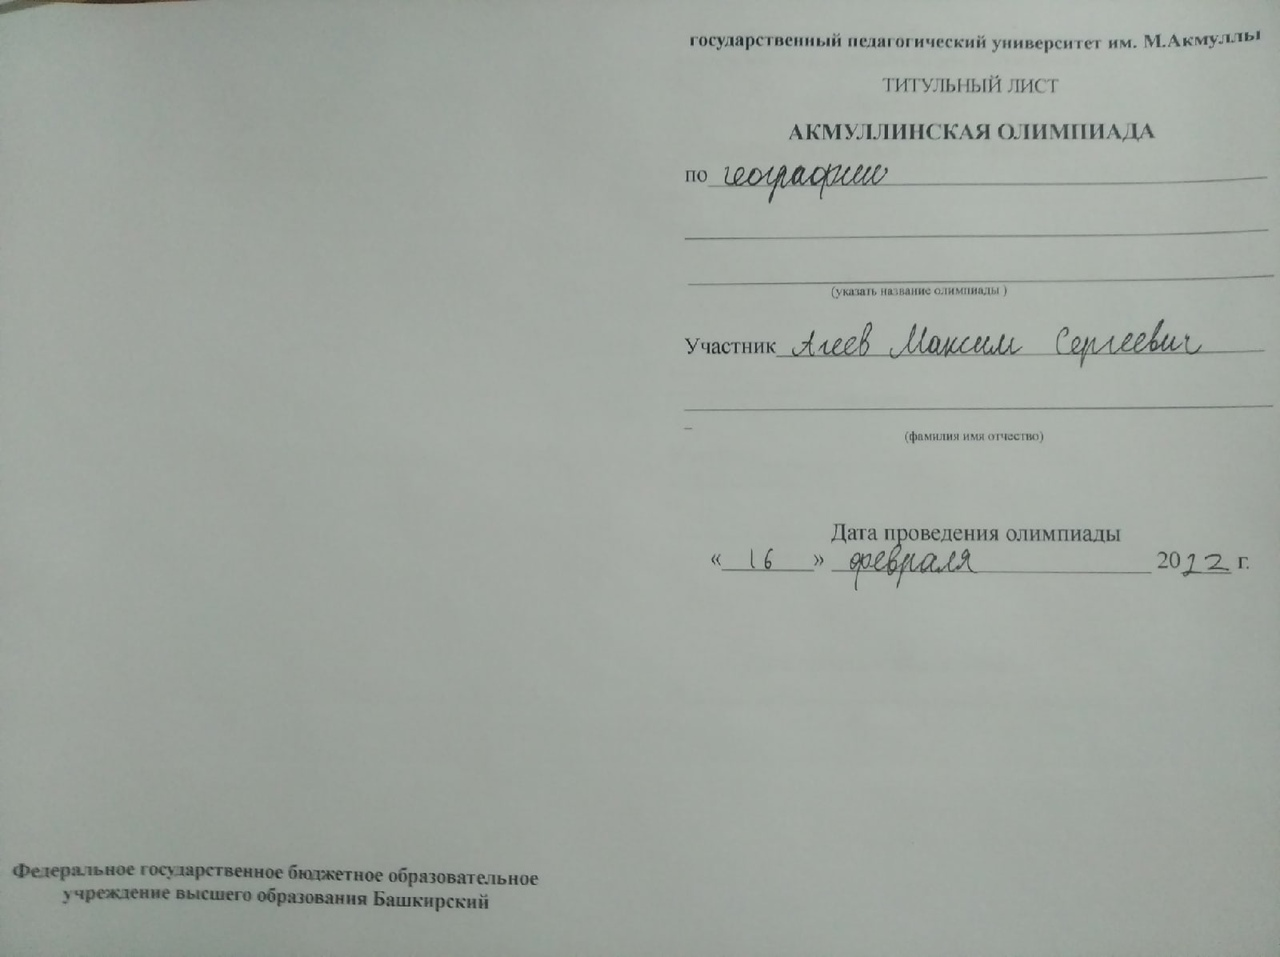 государственный педагогический университет им. М.Акмуллы
ТИТУЛЬНЫЙ ЛИСТ
АКМУЛЛИНСКАЯ ОЛИМПИАДА
по географии
(указать название олимпиады )
Участник Агеев Максим Сергеевич
(фамилия имя отчество)
Дата проведения олимпиады
« 16 » февраля 2022 г.
Федеральное государственное бюджетное образовательное
учреждение высшего образования Башкирский